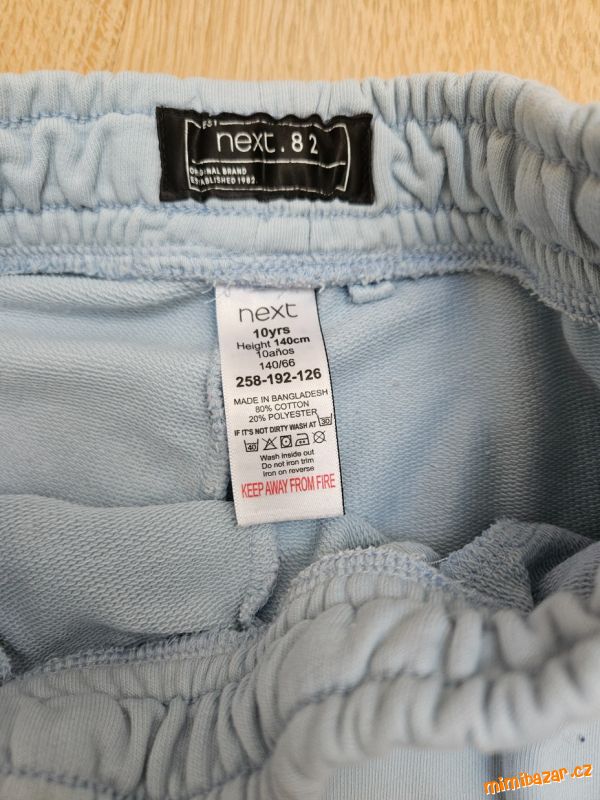 next.82
ORIGINAL BRAND
ESTABLISHED 1982.
next
10yrs
Height 140cm
10años
140/66
258-192-126
MADE IN BANGLADESH
80% COTTON
20% POLYESTER
IF IT'S NOT DIRTY WASH AT 30
40
Wash inside out
Do not iron trim
Iron on reverse
KEEP AWAY FROM FIRE
mimibazar.cz